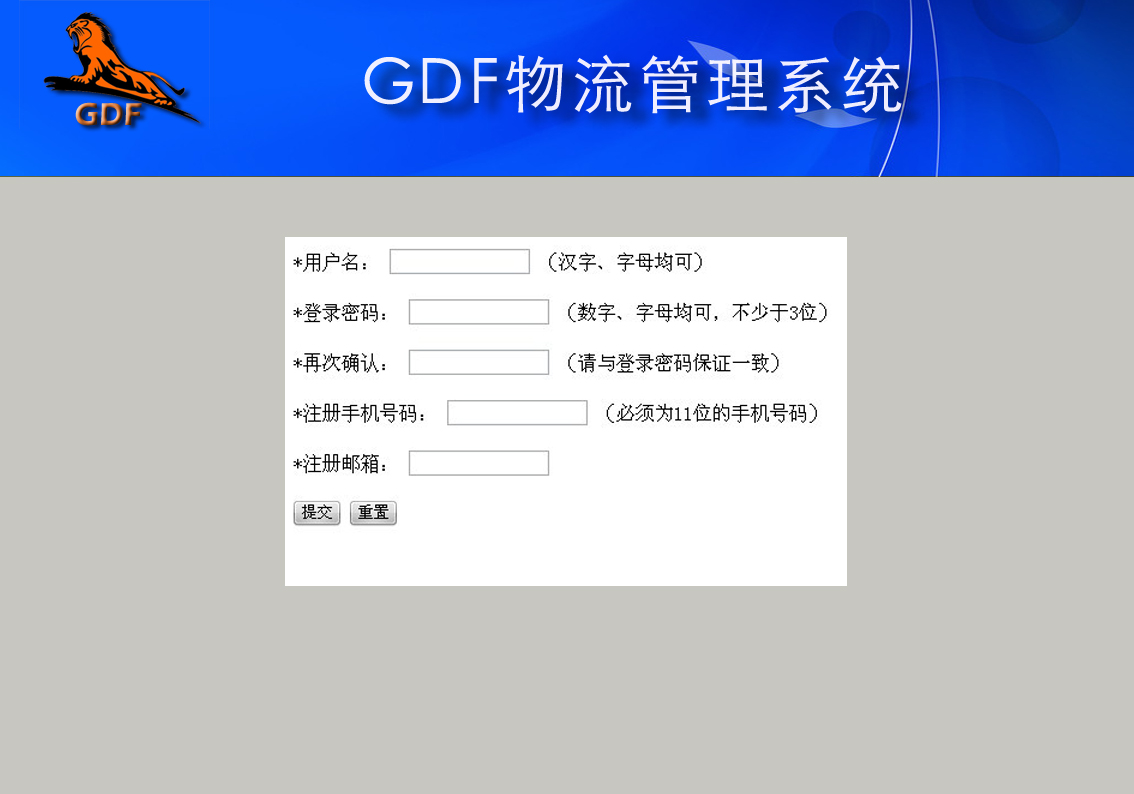 GDF
GDF物流管理系统
*用户名： （汉字、字母均可）
*登录密码： （数字、字母均可，不少于3位）
*再次确认： （请与登录密码保证一致）
*注册手机号码： （必须为11位的手机号码）
*注册邮箱：
提交 重置